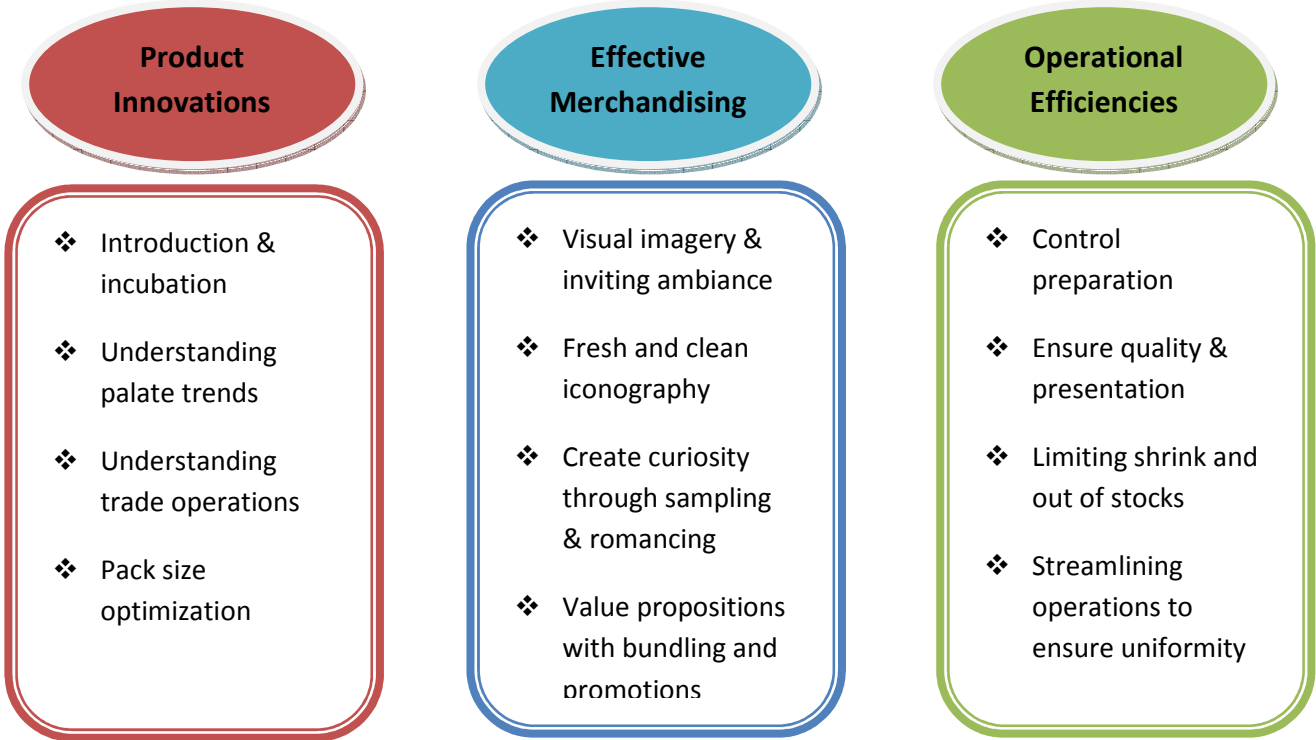 Product
Innovations
❖ Introduction &
incubation
❖ Understanding
palate trends
❖ Understanding
trade operations
❖ Pack size
optimization
Effective
Merchandising
❖ Visual imagery &
inviting ambiance
❖ Fresh and clean
iconography
❖ Create curiosity
through sampling
& romancing
❖ Value propositions
with bundling and
promotions
Operational
Efficiencies
❖ Control
preparation
❖ Ensure quality &
presentation
❖ Limiting shrink and
out of stocks
❖ Streamlining
operations to
ensure uniformity